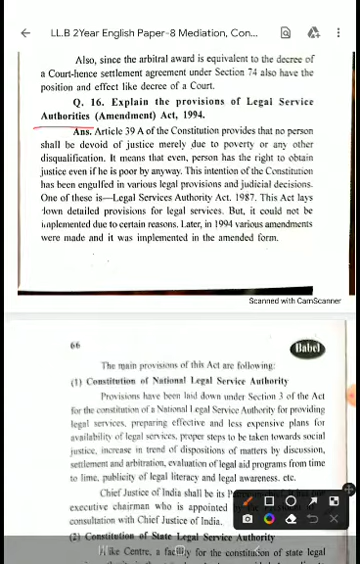 LL.B 2Year English Paper-8 Mediation, Con...
Also, since the arbitral award is equivalent to the decree of
a Court-hence settlement agreement under Section 74 also have the
position and effect like decree of a Court.
Q. 16. Explain the provisions of Legal Service
Authorities (Amendment) Act, 1994.
Ans. Article 39 A of the Constitution provides that no person
shall be devoid of justice merely due to poverty or any other
disqualification. It means that even, person has the right to obtain
justice even if he is poor by anyway. This intention of the Constitution
has been engulfed in various legal provisions and judicial decisions.
One of these is—Legal Services Authority Act. 1987. This Act lays
down detailed provisions for legal services. But, it could not be
implemented due to certain reasons. Later, in 1994 various amendments
were made and it was implemented in the amended form.
Scanned with CamScanner
66
Babel
The main provisions of this Act are following:
(1) Constitution of National Legal Service Authority
Provisions have been laid down under Section 3 of the Act
for the constitution of a National Legal Service Authority for providing
legal services, preparing effective and less expensive plans for
availability of legal services, proper steps to be taken towards social
justice, increase in trend of dispositions of matters by discussion,
settlement and arbitration, evaluation of legal aid programs from time
to time, publicity of legal literacy and legal awareness. etc.
Chief Justice of India shall be its
executive chairman who is appointed
consultation with Chief Justice of India.
(2) Constitution of State Legal Service Authority
like Centre, a facility for the constitution of state legal